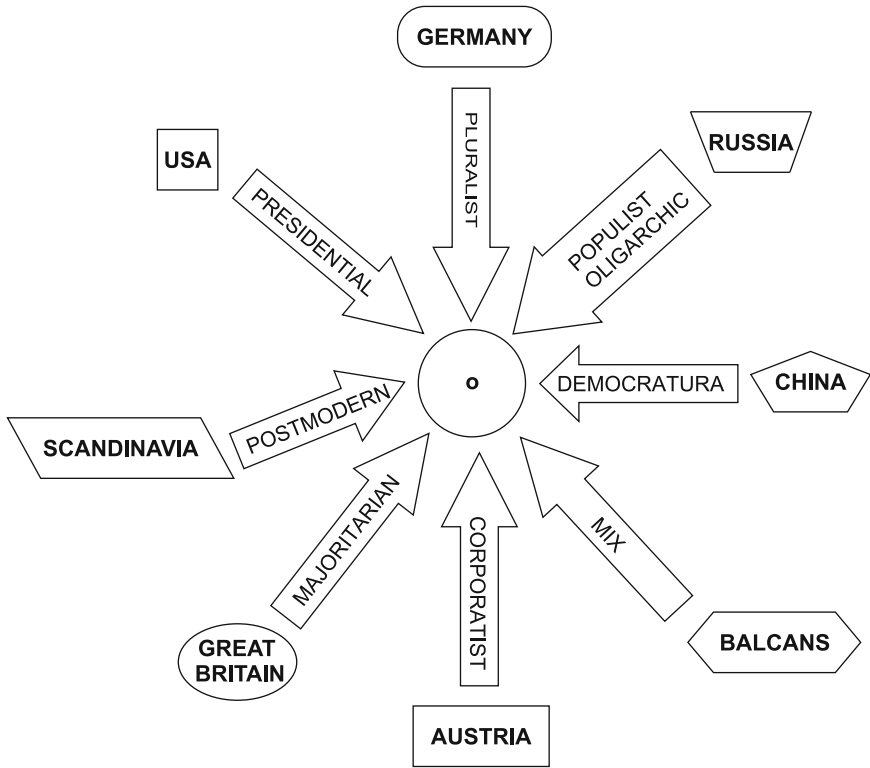 GERMANY
PLURALIST
RUSSIA
POPULIST
OLIGARCHIC
USA
PRESIDENTIAL
O
DEMOCRATURA
CHINA
SCANDINAVIA
POSTMODERN
MAJORITARIAN
GREAT
BRITAIN
CORPORATIST
AUSTRIA
MIX
BALCANS